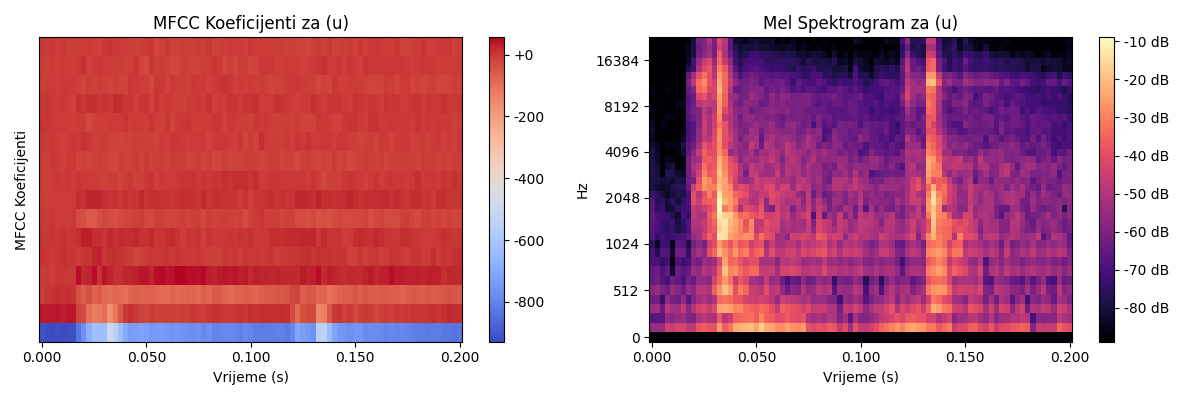 MFCC Koeficijenti za (u)
MFCC Koeficijenti
+0
-200
-400
-600
-800
0.000 0.050 0.100 0.150 0.200
Vrijeme (s)
Mel Spektrogram za (u)
Hz
16384
8192
4096
2048
1024
512
0
-10 dB
-20 dB
-30 dB
-40 dB
-50 dB
-60 dB
-70 dB
-80 dB
0.000 0.050 0.100 0.150 0.200
Vrijeme (s)